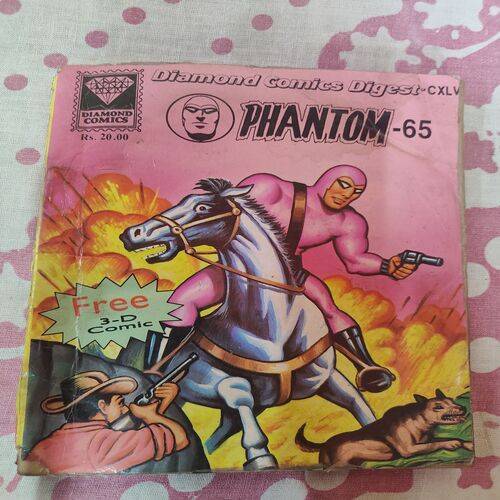 Diamond Comics Digest-CXLV
DIAMOND
COMICS
Rs. 20.00
PHANTOM-65
Free
3-D
Comic